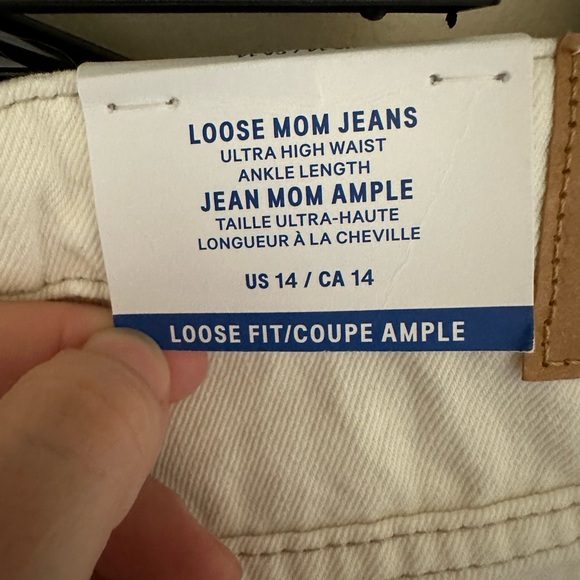 LOOSE MOM JEANS
ULTRA HIGH WAIST
ANKLE LENGTH
JEAN MOM AMPLE
TAILLE ULTRA-HAUTE
LONGUEUR À LA CHEVILLE
US 14 / CA 14
LOOSE FIT/COUPE AMPLE